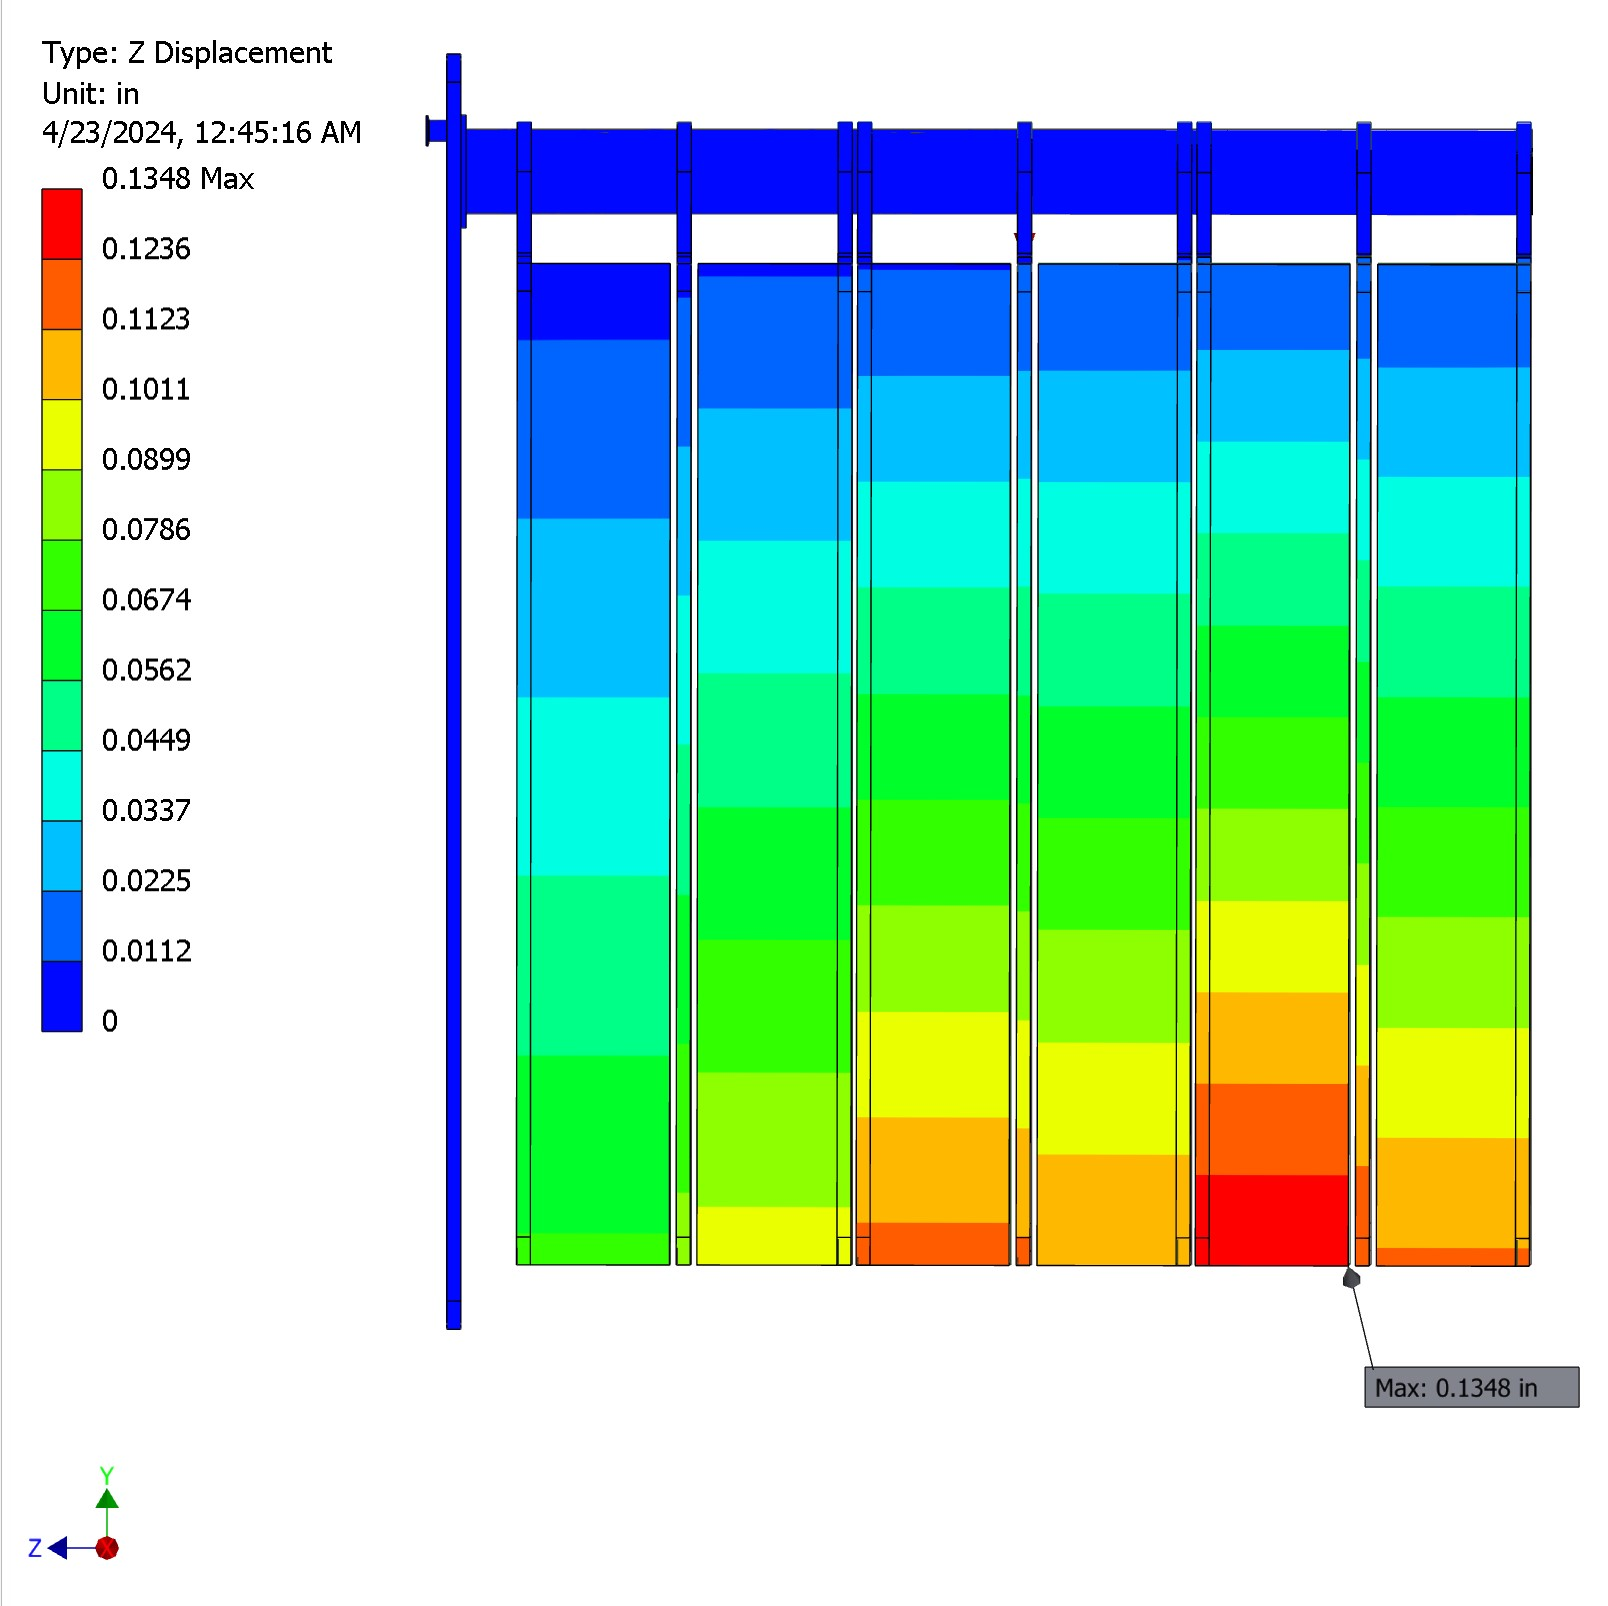 Type: Z Displacement
Unit: in
4/23/2024, 12:45:16 AM
0.1348 Max
0.1236
0.1123
0.1011
0.0899
0.0786
0.0674
0.0562
0.0449
0.0337
0.0225
0.0112
0
Max: 0.1348 in
Y
Z
X